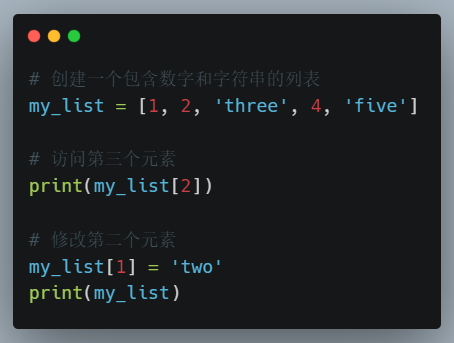 # 创建一个包含数字和字符串的列表
my_list = [1, 2, 'three', 4, 'five']
# 访问第三个元素
print(my_list[2])
# 修改第二个元素
my_list[1] = 'two'
print(my_list)